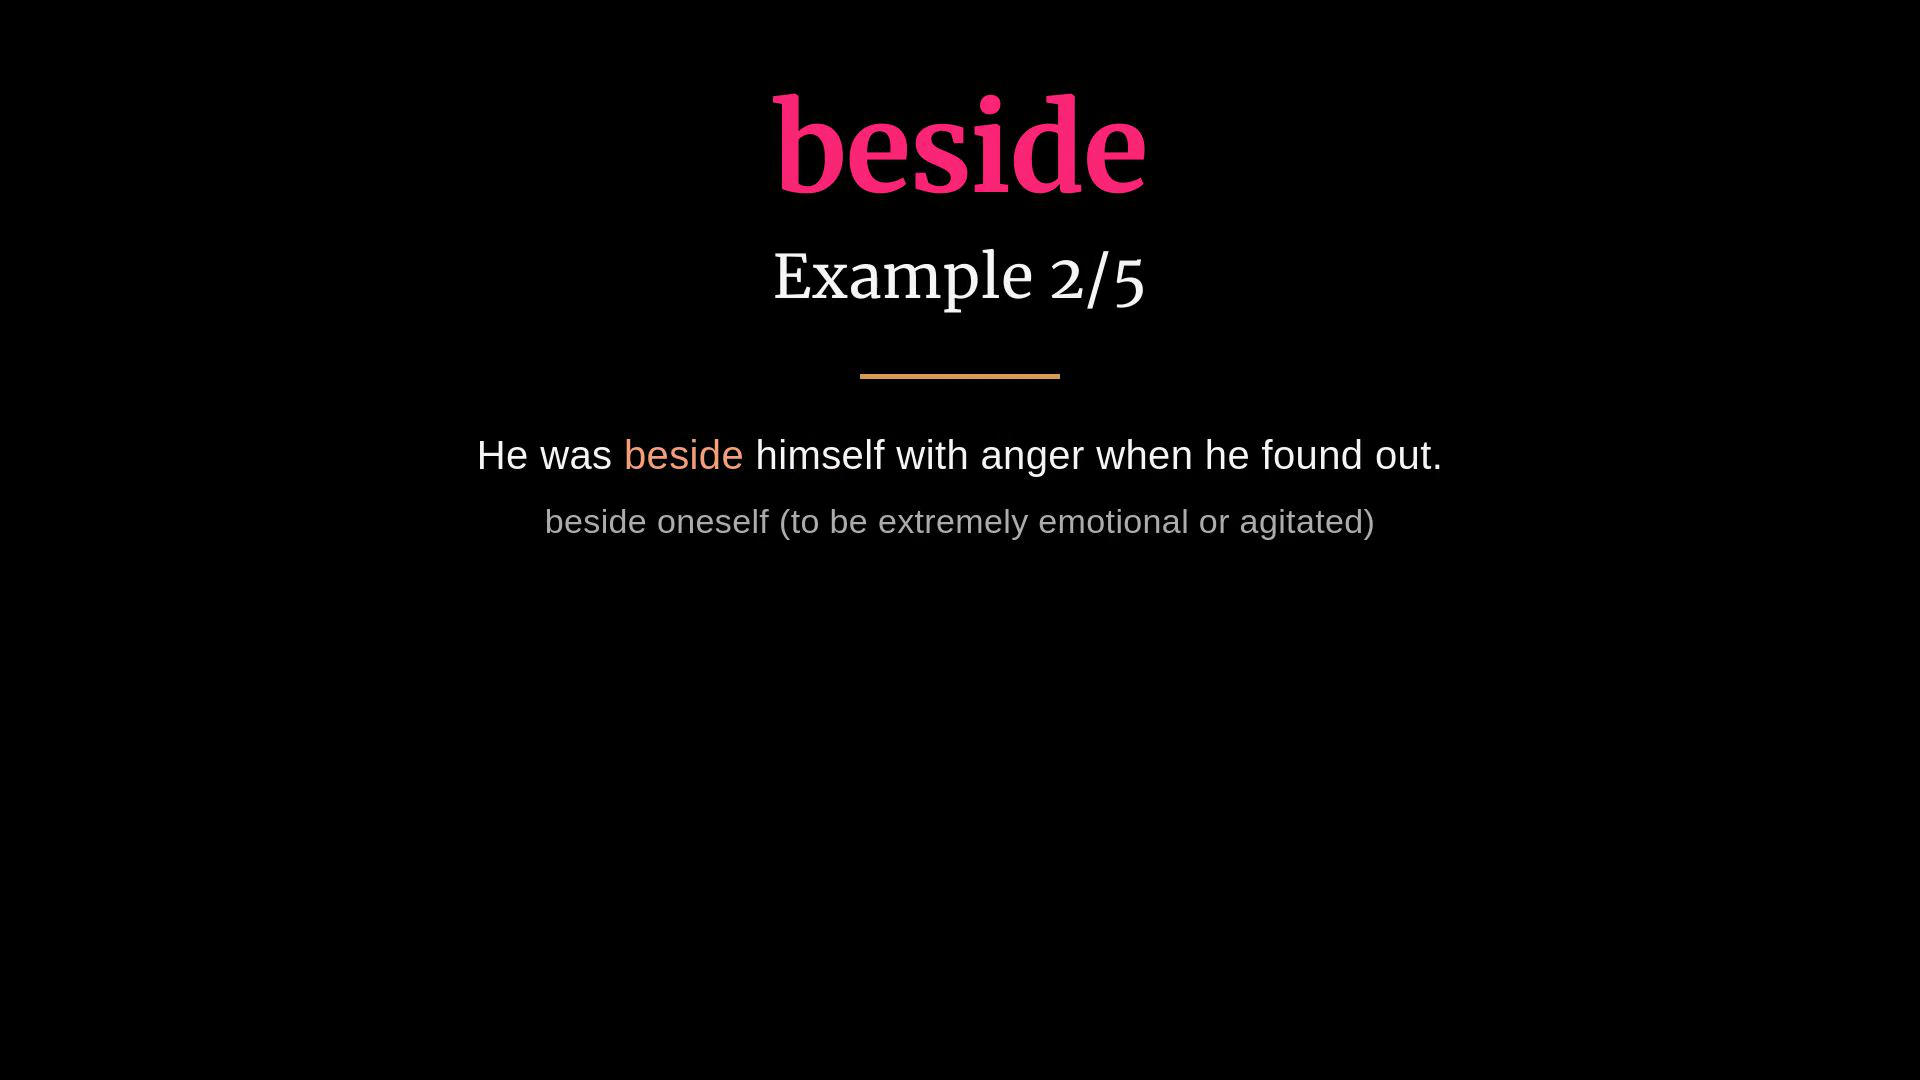 beside
Example 2/5
He was beside himself with anger when he found out.
beside oneself (to be extremely emotional or agitated)